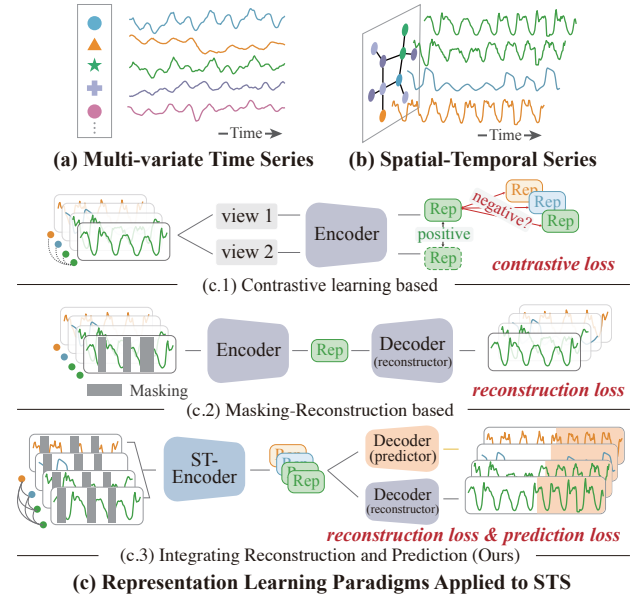 Time
Time
(a) Multi-variate Time Series
(b) Spatial-Temporal Series
view 1
view 2
Encoder
Rep
positive
Rep
negative?
Rep
Rep
Rep
contrastive loss
(c.1) Contrastive learning based
Masking
Encoder
Rep
Decoder
(reconstructor)
reconstruction loss
(c.2) Masking-Reconstruction based
ST-
Encoder
Rep
Rep
Decoder
(predictor)
Decoder
(reconstructor)
reconstruction loss & prediction loss
(c.3) Integrating Reconstruction and Prediction (Ours)
(c) Representation Learning Paradigms Applied to STS